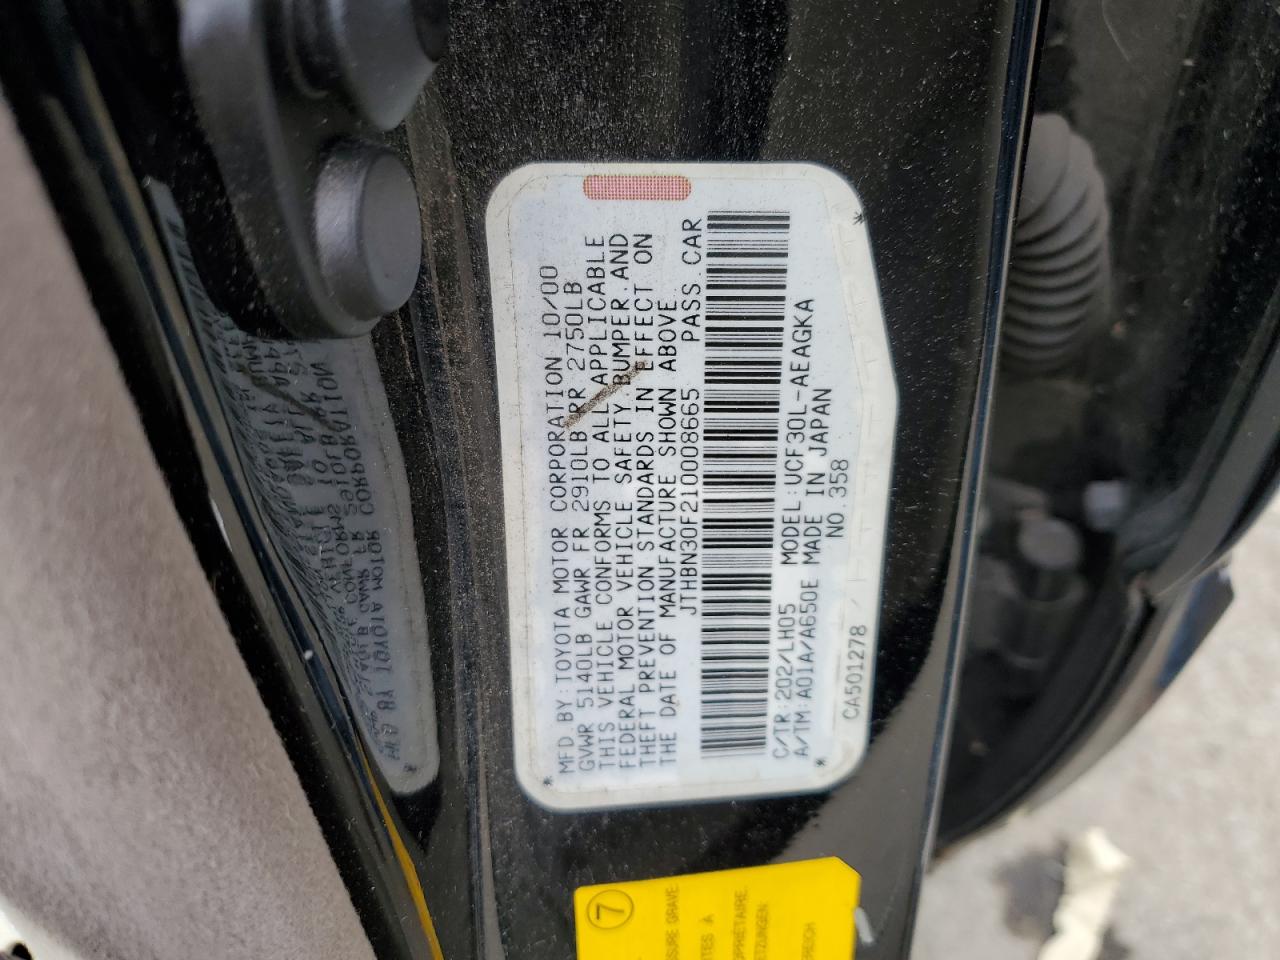 MFD BY:TOYOTA MOTOR CORPORATION 10/00
GVWR 5140LB GAWR FR 2910LB RR 2750LB
THIS VEHICLE CONFORMS TO ALL APPLICABLE
FEDERAL MOTOR VEHICLE SAFETY,BUMPER,AND
THEFT PREVENTION STANDARDS IN EFFECT ON
THE DATE OF MANUFACTURE SHOWN ABOVE.
JTHBN30F210008665 PASS.CAR
C/TR:202/LH05 MODEL:UCF30L-AEAGKA
A/TM:A01A/A650E MADE IN JAPAN
NO.358
CA501278
7
GRAVE
À